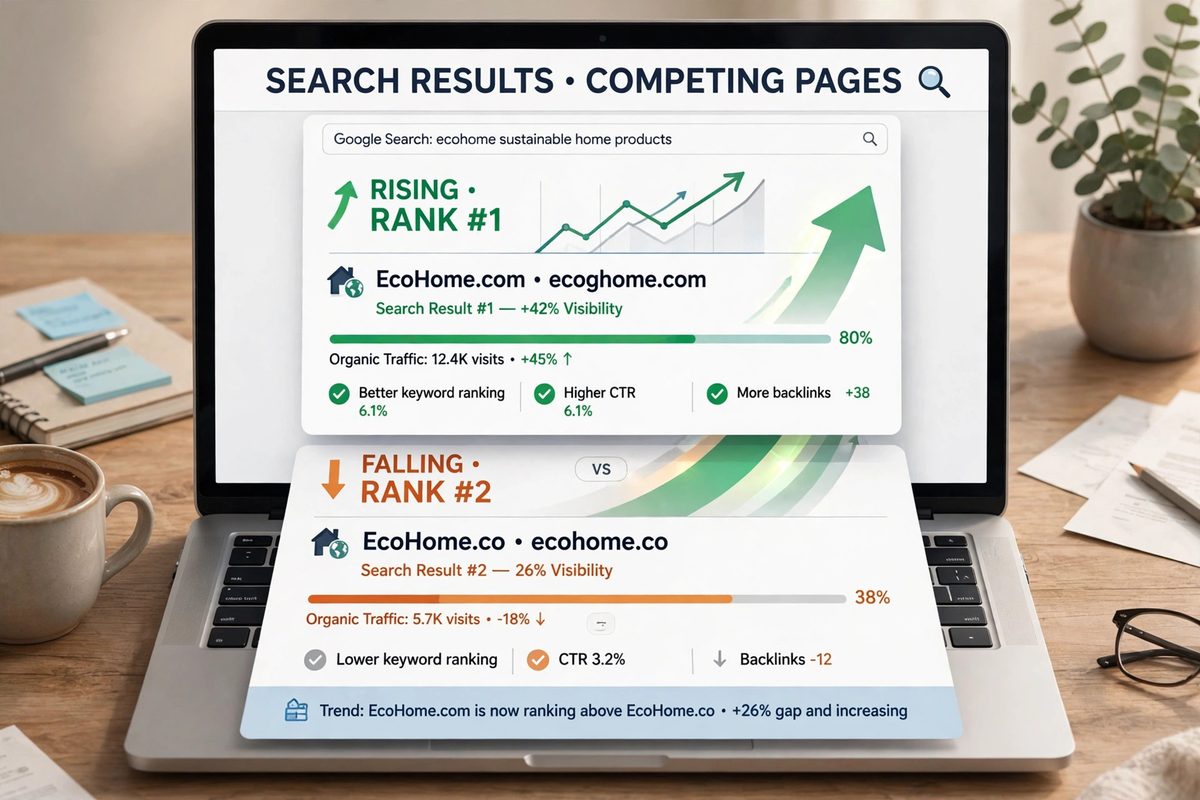 SEARCH RESULTS • COMPETING PAGES
Google Search: ecohome sustainable home products
RISING •
RANK #1
EcoHome.com • ecoghome.com
Search Result #1 — +42% Visibility
80%
Organic Traffic: 12.4K visits • +45% ↑
Better keyword ranking
6.1%
Higher CTR
6.1%
More backlinks +38
FALLING •
RANK #2
VS
EcoHome.co • ecohome.co
Search Result #2 — 26% Visibility
38%
Organic Traffic: 5.7K visits • -18% ↓
Lower keyword ranking
CTR 3.2%
Backlinks -12
Trend: EcoHome.com is now ranking above EcoHome.co • +26% gap and increasing